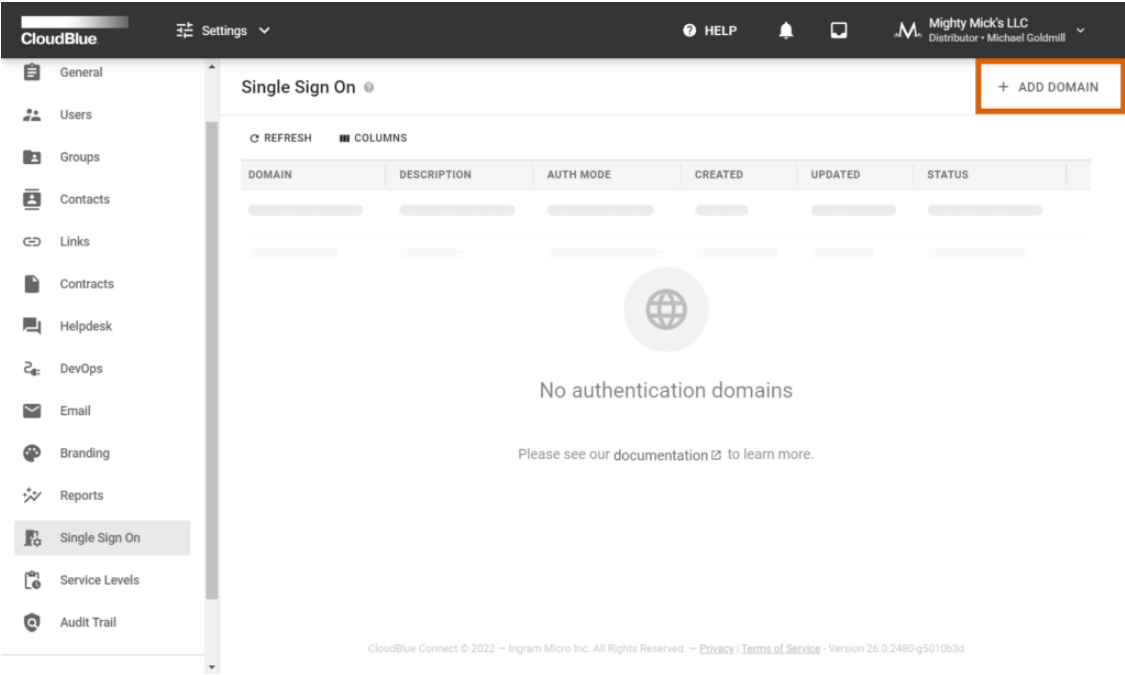 CloudBlue
Settings
HELP
Mighty Mick's LLC
Distributor • Michael Goldmill
General
Users
Groups
Contacts
Links
Contracts
Helpdesk
DevOps
Email
Branding
Reports
Single Sign On
Service Levels
Audit Trail
Single Sign On
+ ADD DOMAIN
REFRESH COLUMNS
DOMAIN DESCRIPTION AUTH MODE CREATED UPDATED STATUS
No authentication domains
Please see our documentation to learn more.
CloudBlue Connect © 2022 — Ingram Micro Inc. All Rights Reserved. — Privacy | Terms of Service - Version 26.0.2480-g5010b3d